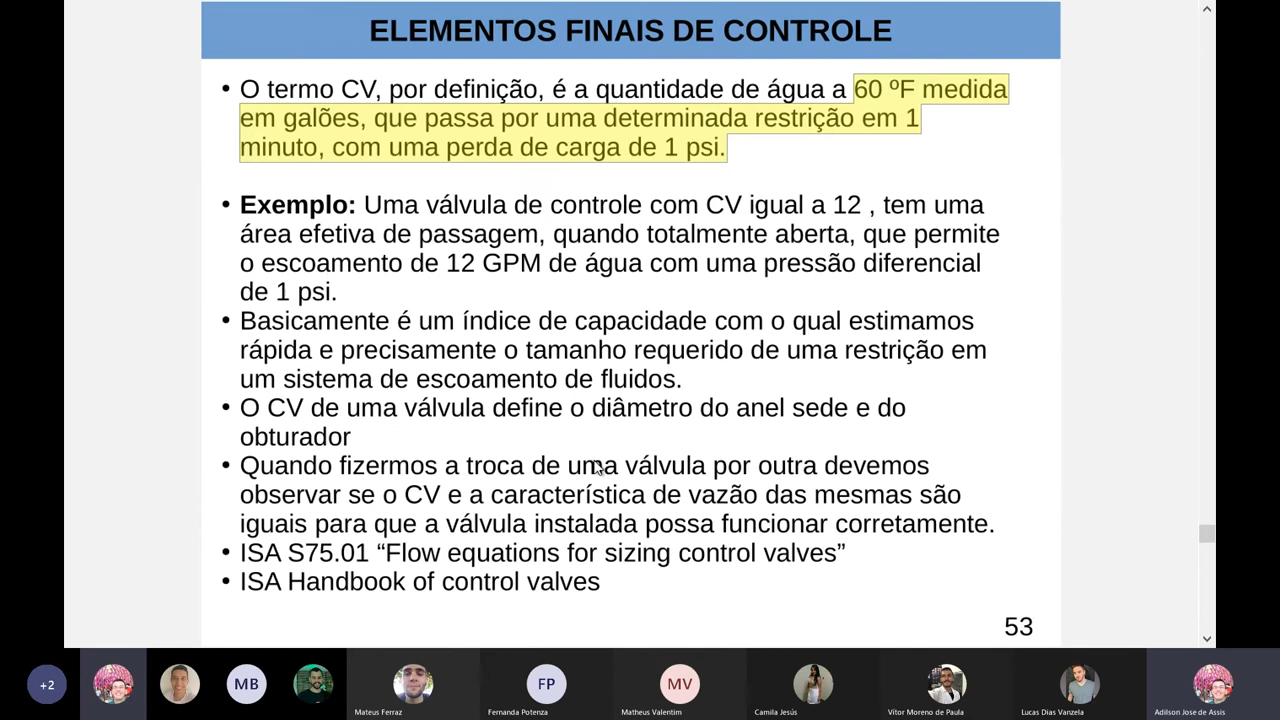 ELEMENTOS FINAIS DE CONTROLE
• O termo CV, por definição, é a quantidade de água a 60 ºF medida
em galões, que passa por uma determinada restrição em 1
minuto, com uma perda de carga de 1 psi.
• Exemplo: Uma válvula de controle com CV igual a 12 , tem uma
área efetiva de passagem, quando totalmente aberta, que permite
o escoamento de 12 GPM de água com uma pressão diferencial
de 1 psi.
• Basicamente é um índice de capacidade com o qual estimamos
rápida e precisamente o tamanho requerido de uma restrição em
um sistema de escoamento de fluidos.
• O CV de uma válvula define o diâmetro do anel sede e do
obturador
• Quando fizermos a troca de uma válvula por outra devemos
observar se o CV e a característica de vazão das mesmas são
iguais para que a válvula instalada possa funcionar corretamente.
• ISA S75.01 “Flow equations for sizing control valves”
• ISA Handbook of control valves
53
+2
MB
FP
MV
Mateus Ferraz
Fernanda Potenza
Matheus Valentim
Camila Jesús
Vítor Moreno de Paula
Lucas Dias Vanzela
Adilson Jose de Assis